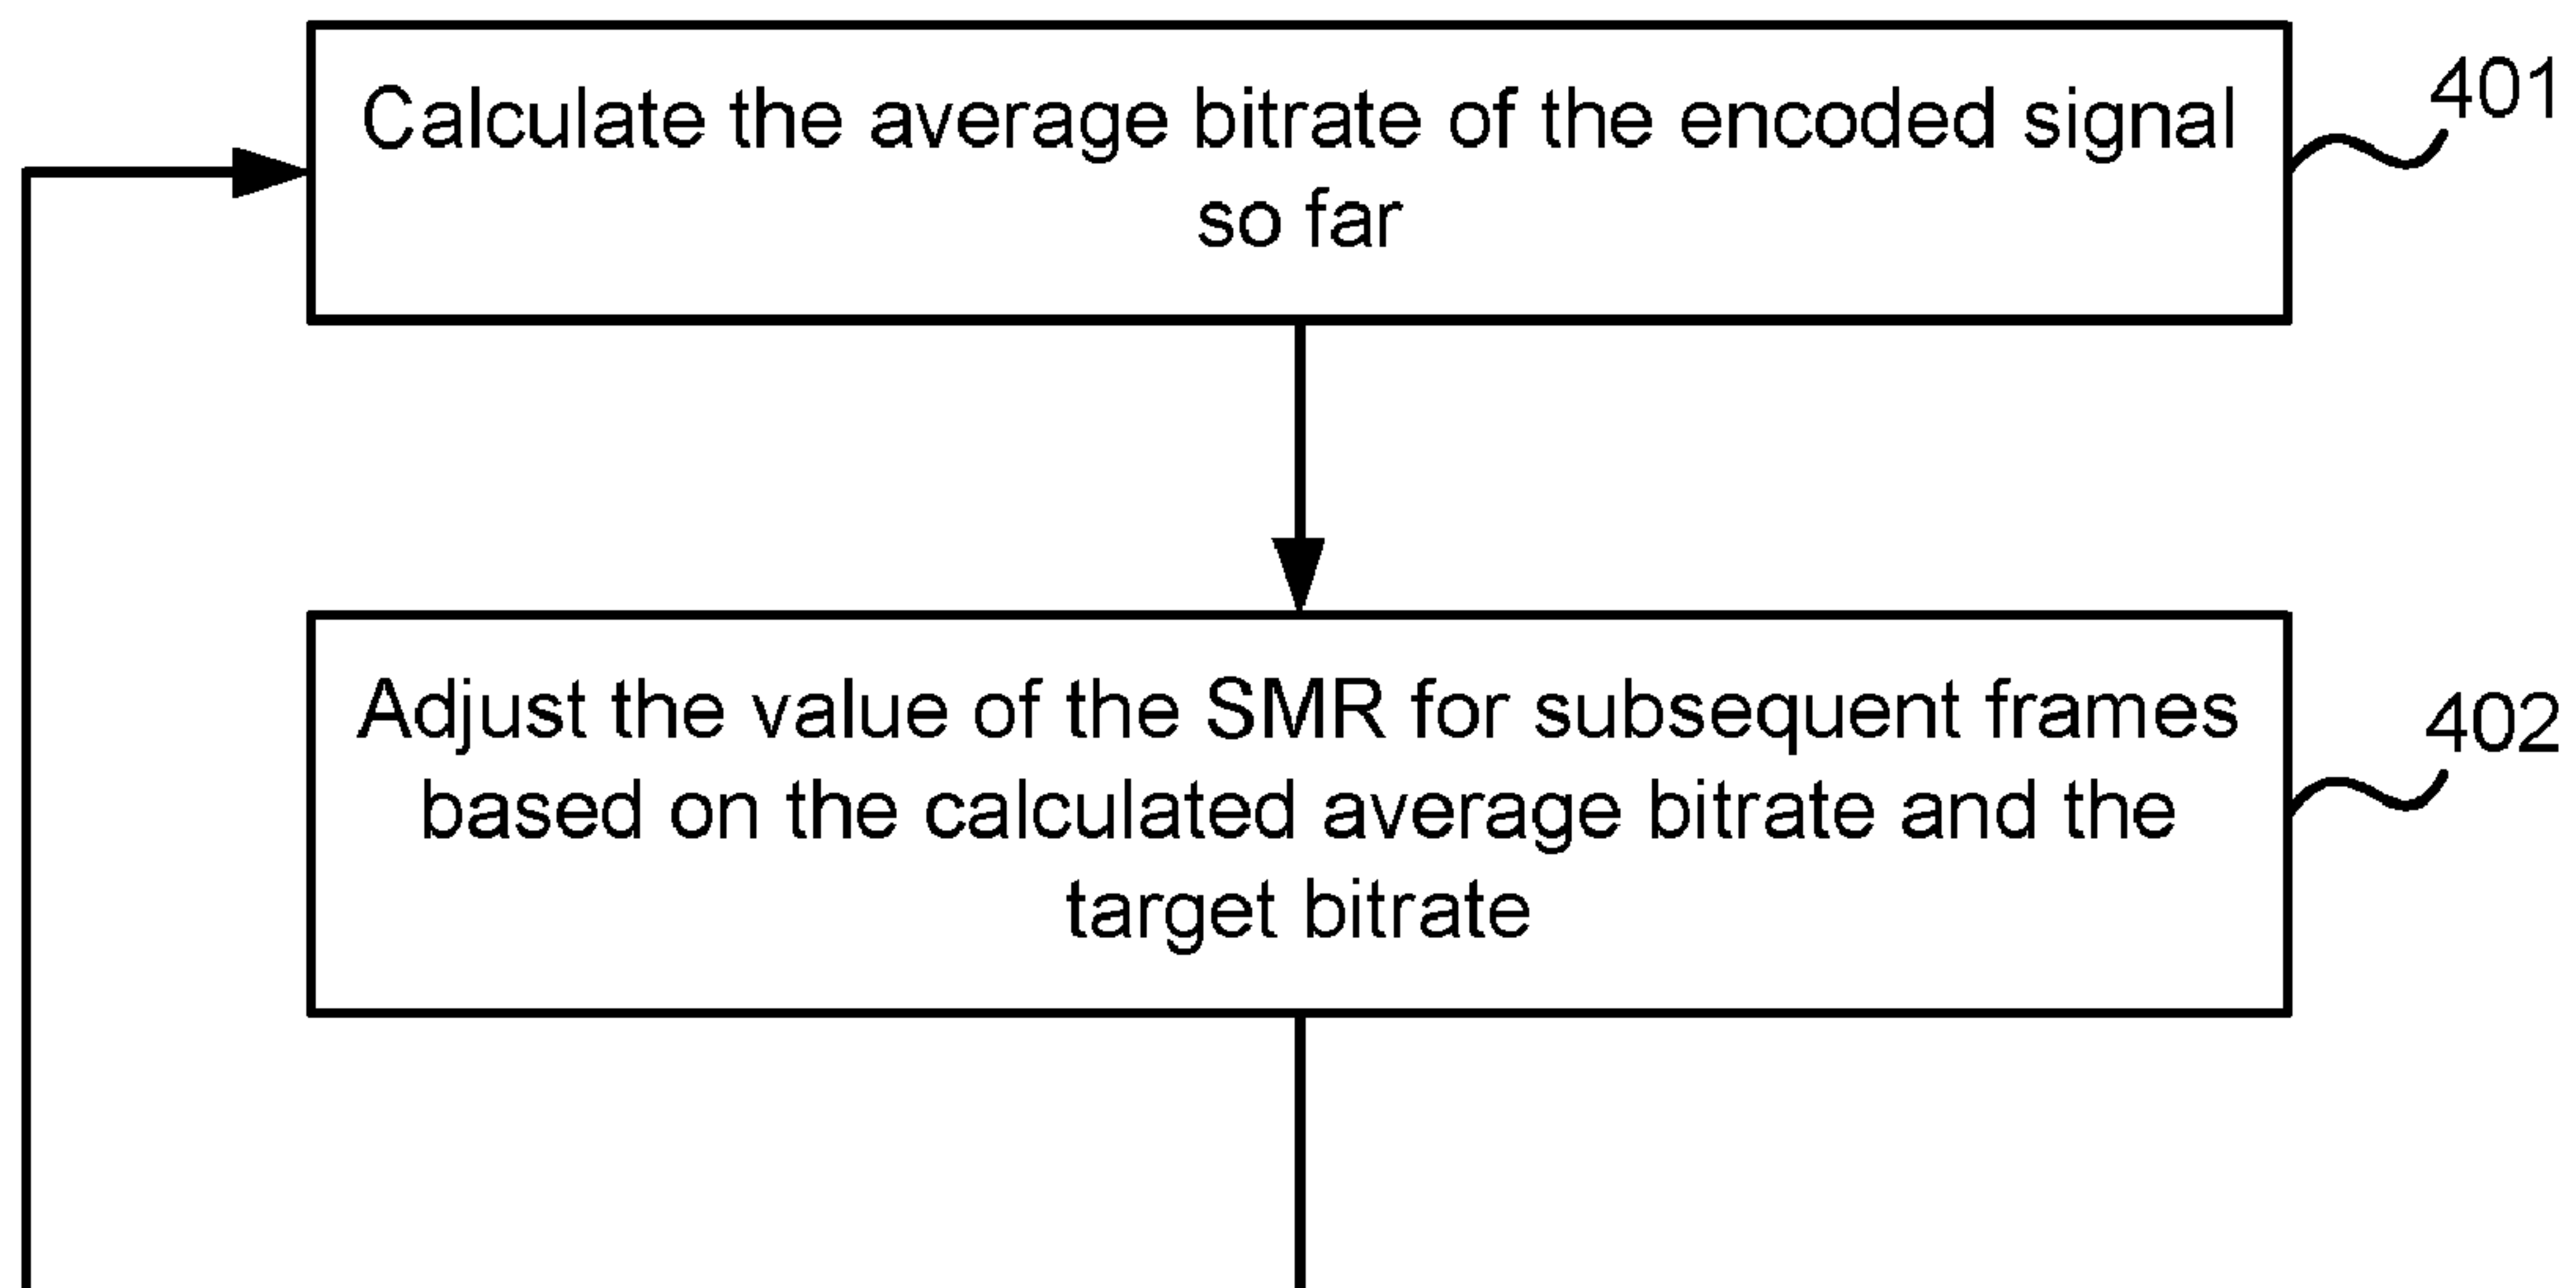 Calculate the average bitrate of the encoded signal
so far
401
Adjust the value of the SMR for subsequent frames
based on the calculated average bitrate and the
target bitrate
402